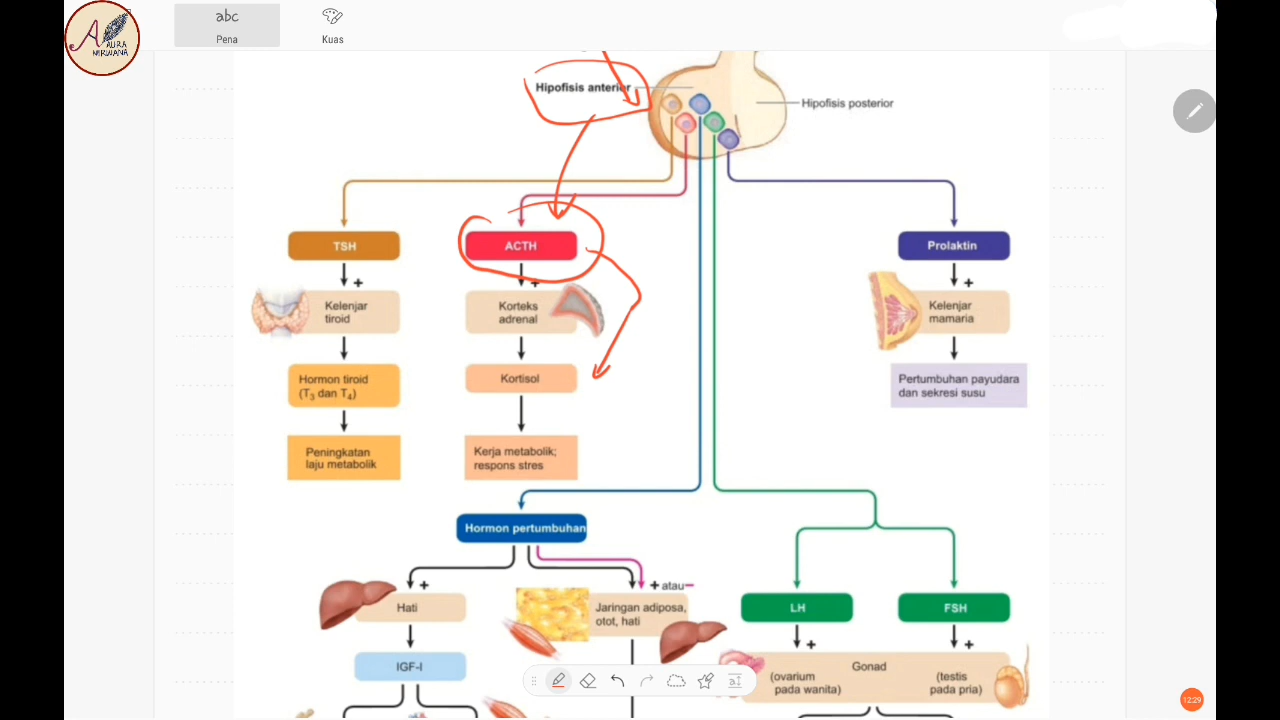 abc
Pena
Kuas
A
AURA
NIRWANA
Hipofisis anterior
Hipofisis posterior
TSH
ACTH
Prolaktin
+
+
+
Kelenjar
tiroid
Korteks
adrenal
Kelenjar
mamaria
Hormon tiroid
(T₃ dan T₄)
Kortisol
Pertumbuhan payudara
dan sekresi susu
Peningkatan
laju metabolik
Kerja metabolik;
respons stres
Hormon pertumbuhan
+
+ atau−
Hati
Jaringan adiposa,
otot, hati
LH
FSH
+
+
IGF-I
Gonad
(ovarium
pada wanita)
(testis
pada pria)
a
12:29